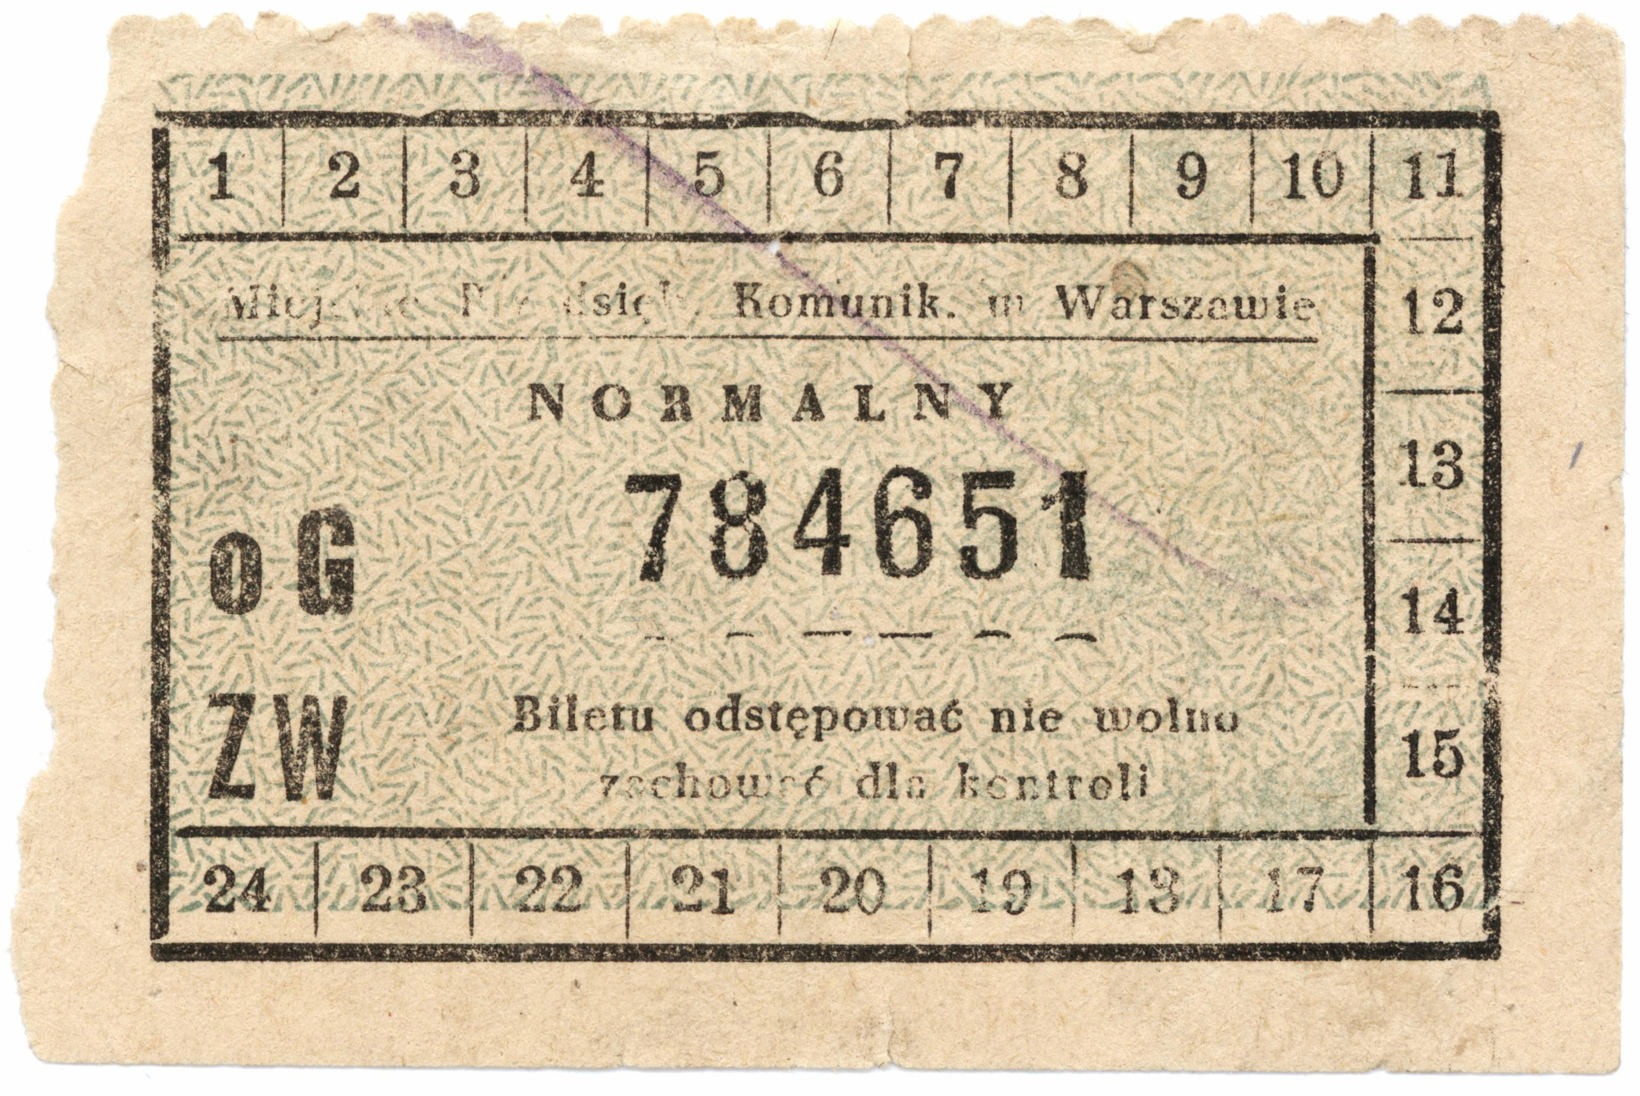 1 2 3 4 5 6 7 8 9 10 11
Komunik. w Warszawie
12
NORMALNY
13
784651
oG
14
ZW
Biletu odstępować nie wolno
15
zachować dla kontroli
24 23 22 21 20 19 18 17 16